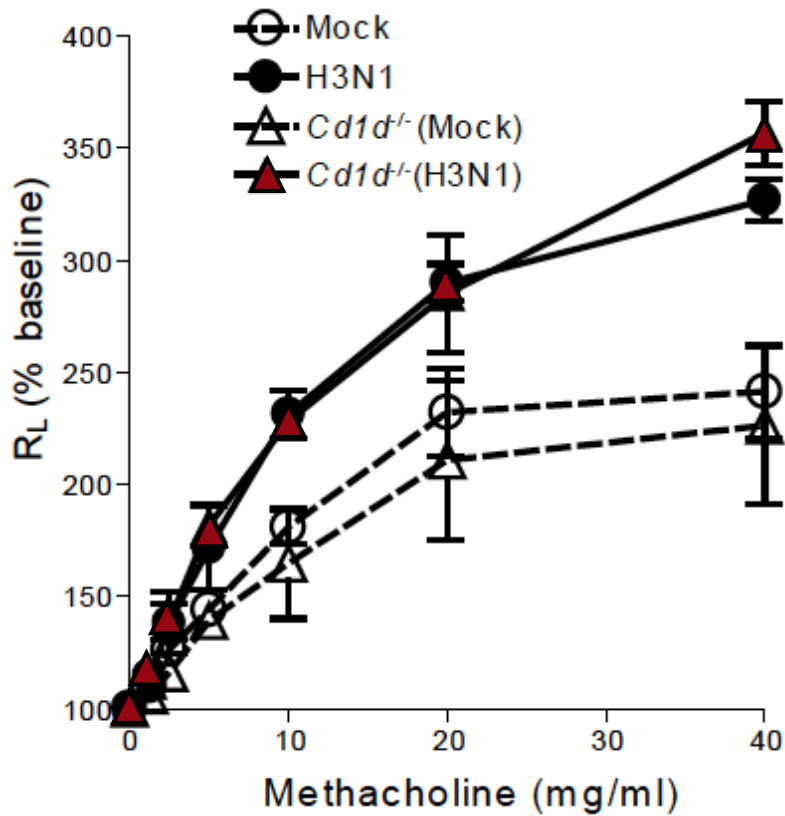 Mock
H3N1
Cd1d-/- (Mock)
Cd1d-/-(H3N1)
400
350
300
250
200
150
100
0
10
20
30
40
RL (% baseline)
Methacholine (mg/ml)